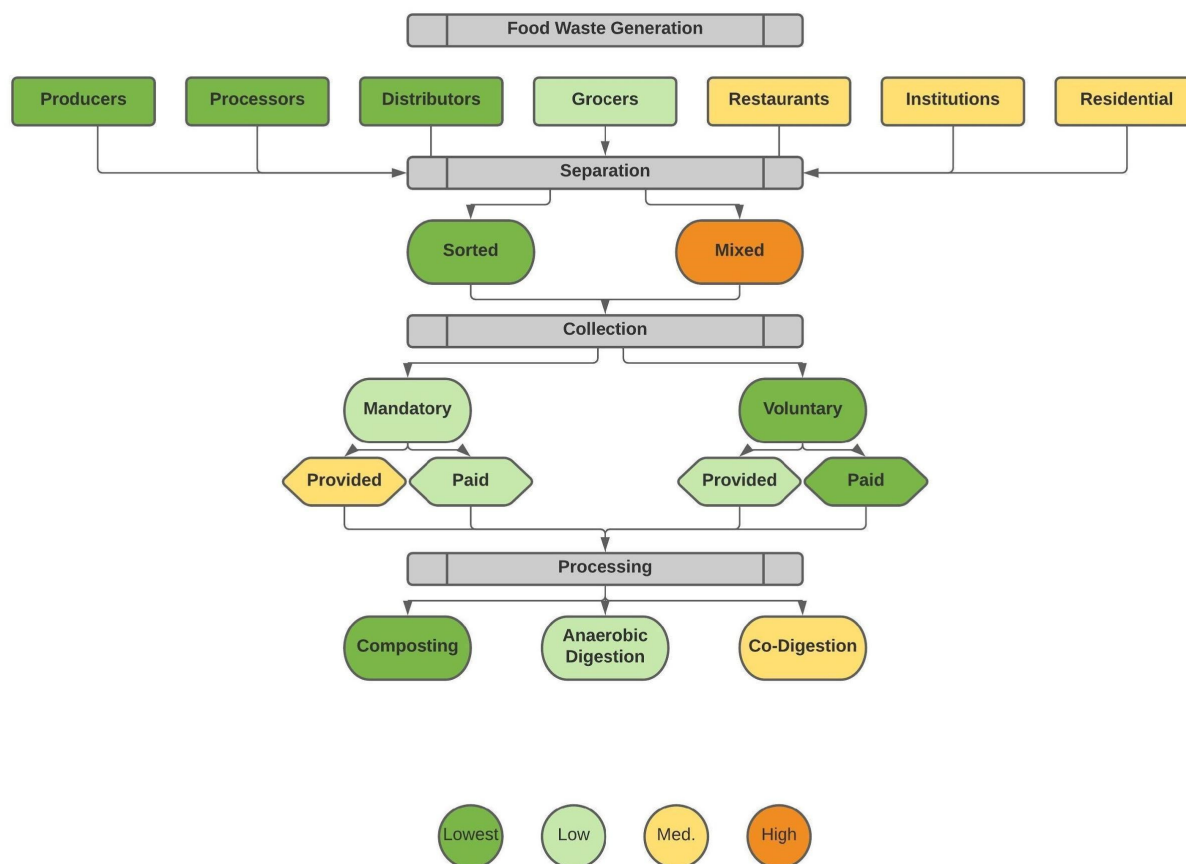 Food Waste Generation
Producers
Processors
Distributors
Grocers
Restaurants
Institutions
Residential
Separation
Sorted
Mixed
Collection
Mandatory
Voluntary
Provided
Paid
Provided
Paid
Processing
Composting
Anaerobic
Digestion
Co-Digestion
Lowest
Low
Med.
High